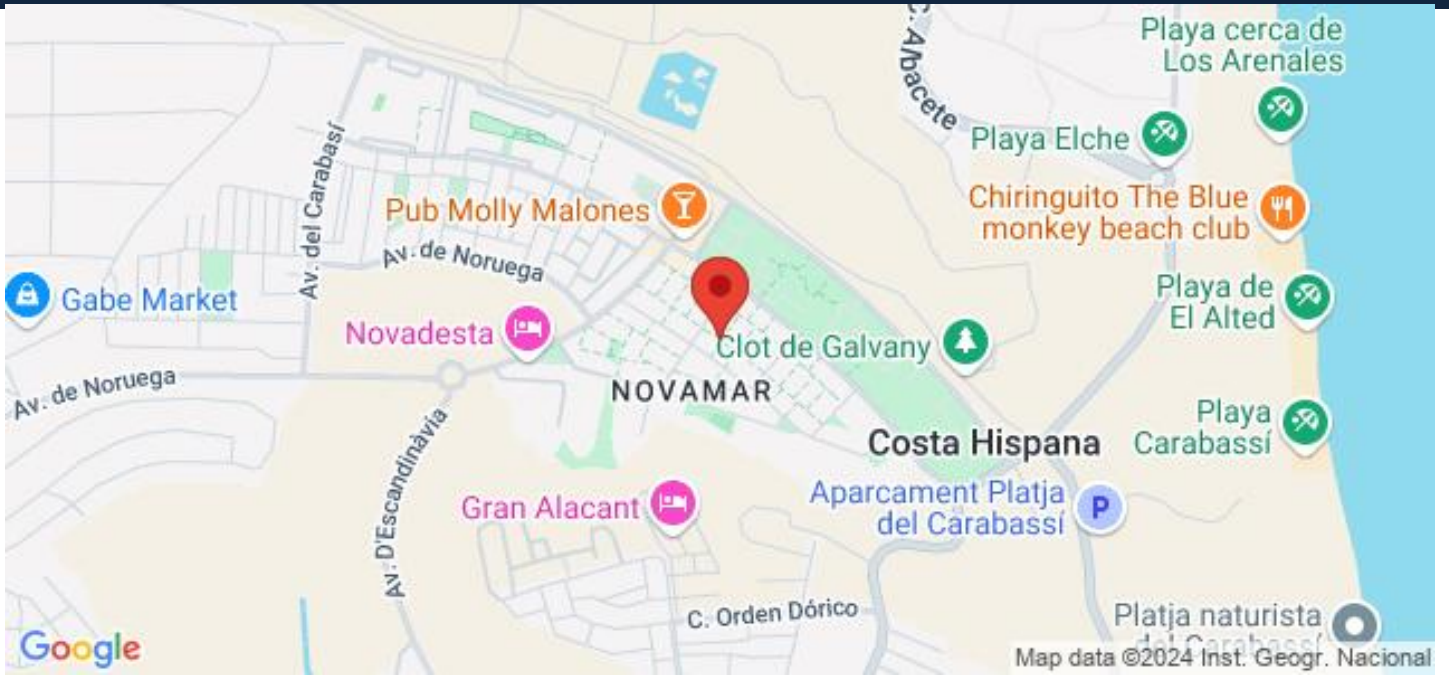 Playa cerca de
Los Arenales
C. Albacete
Playa Elche
Av. del Carabasí
Pub Molly Malones
Chiringuito The Blue
monkey beach club
Av. de Noruega
Gabe Market
Playa de
El Alted
Novadesta
Clot de Galvany
Av. de Noruega
NOVAMAR
Playa
Carabassí
Costa Hispana
Av. D'Escandinàvia
Gran Alacant
Aparcament Platja
del Carabassí
P
C. Orden Dórico
Platja naturista
del Carabassí
Google
Map data ©2024 Inst. Geogr. Nacional